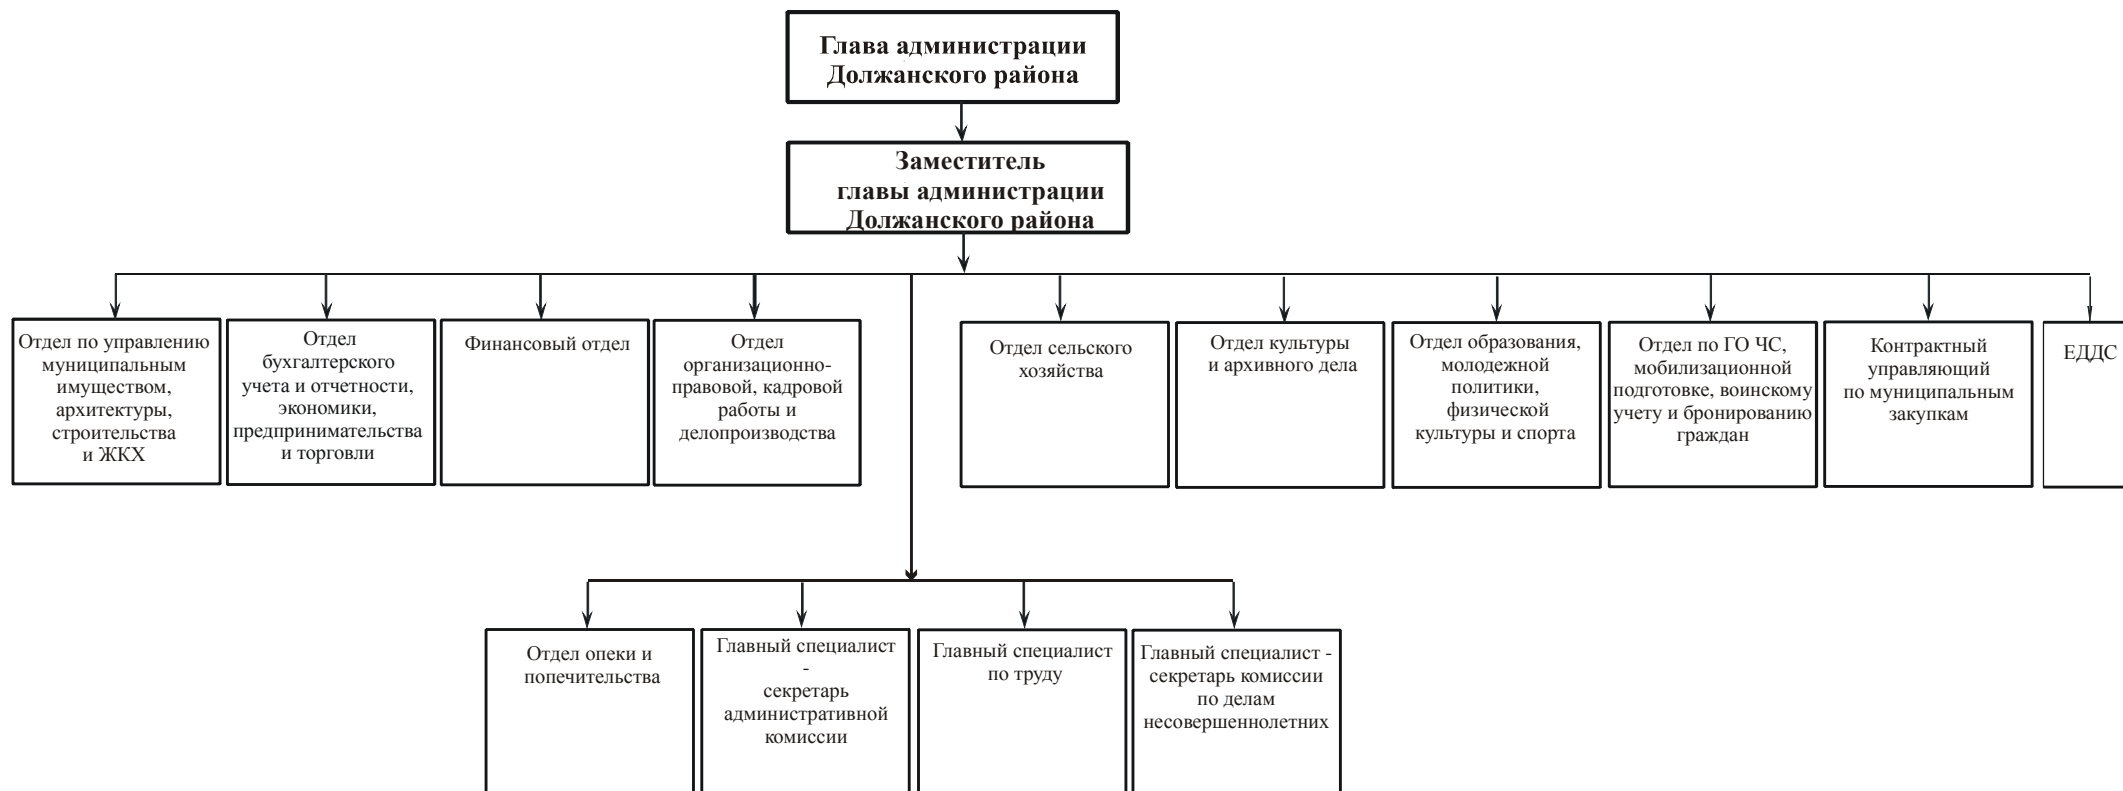 Глава администрации
Должанского района
Заместитель
главы администрации
Должанского района
Отдел по управлению
муниципальным
имуществом,
архитектуры,
строительства
и ЖКХ
Отдел
бухгалтерского
учета и отчетности,
экономики,
предпринимательства
и торговли
Финансовый отдел
Отдел
организационно-
правовой, кадровой
работы и
делопроизводства
Отдел сельского
хозяйства
Отдел культуры
и архивного дела
Отдел образования,
молодежной
политики,
физической
культуры и спорта
Отдел по ГО ЧС,
мобилизационной
подготовке, воинскому
учету и бронированию
граждан
Контрактный
управляющий
по муниципальным
закупкам
ЕДДС
Отдел опеки и
попечительства
Главный специалист
-
секретарь
административной
комиссии
Главный специалист
по труду
Главный специалист -
секретарь комиссии
по делам
несовершеннолетних